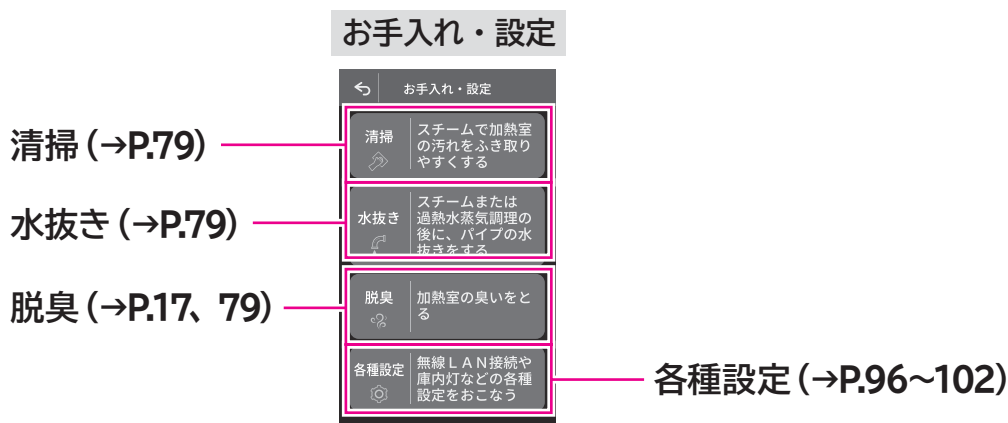 お手入れ・設定
お手入れ・設定
清掃(→P.79)
清掃
スチームで加熱室
の汚れをふき取り
やすくする
水抜き(→P.79)
水抜き
スチームまたは
過熱水蒸気調理の
後に、パイプの水
抜きをする
脱臭(→P.17、79)
脱臭
加熱室の臭いをと
る
各種設定
無線LAN接続や
庫内灯などの各種
設定をおこなう
各種設定(→P.96~102)